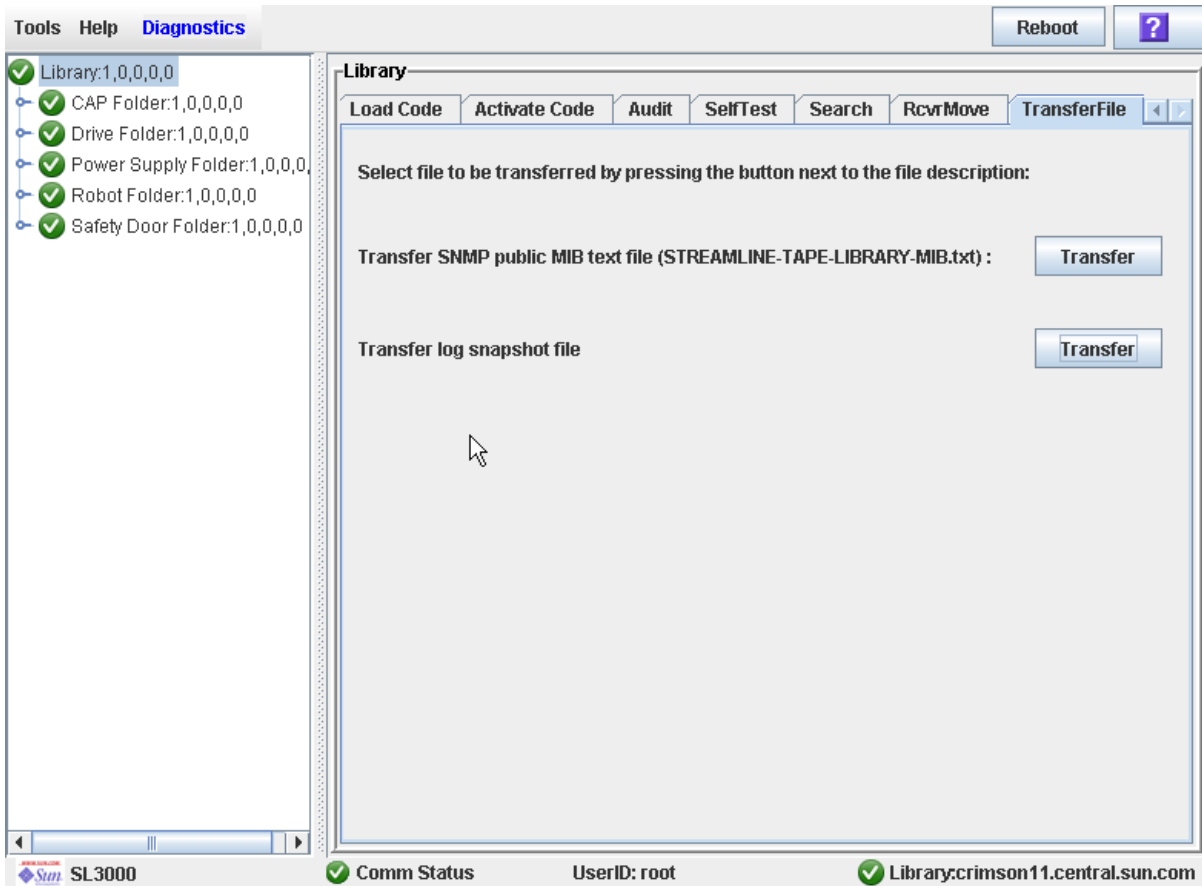 Tools Help Diagnostics
Reboot
?
Library:1,0,0,0,0
CAP Folder:1,0,0,0,0
Drive Folder:1,0,0,0,0
Power Supply Folder:1,0,0,0,
Robot Folder:1,0,0,0,0
Safety Door Folder:1,0,0,0,0
Library
Load Code Activate Code Audit SelfTest Search RcvrMove TransferFile
Select file to be transferred by pressing the button next to the file description:
Transfer SNMP public MIB text file (STREAMLINE-TAPE-LIBRARY-MIB.txt) :
Transfer
Transfer log snapshot file
Transfer
Sun SL3000
Comm Status
UserID: root
Library:crimson11.central.sun.com